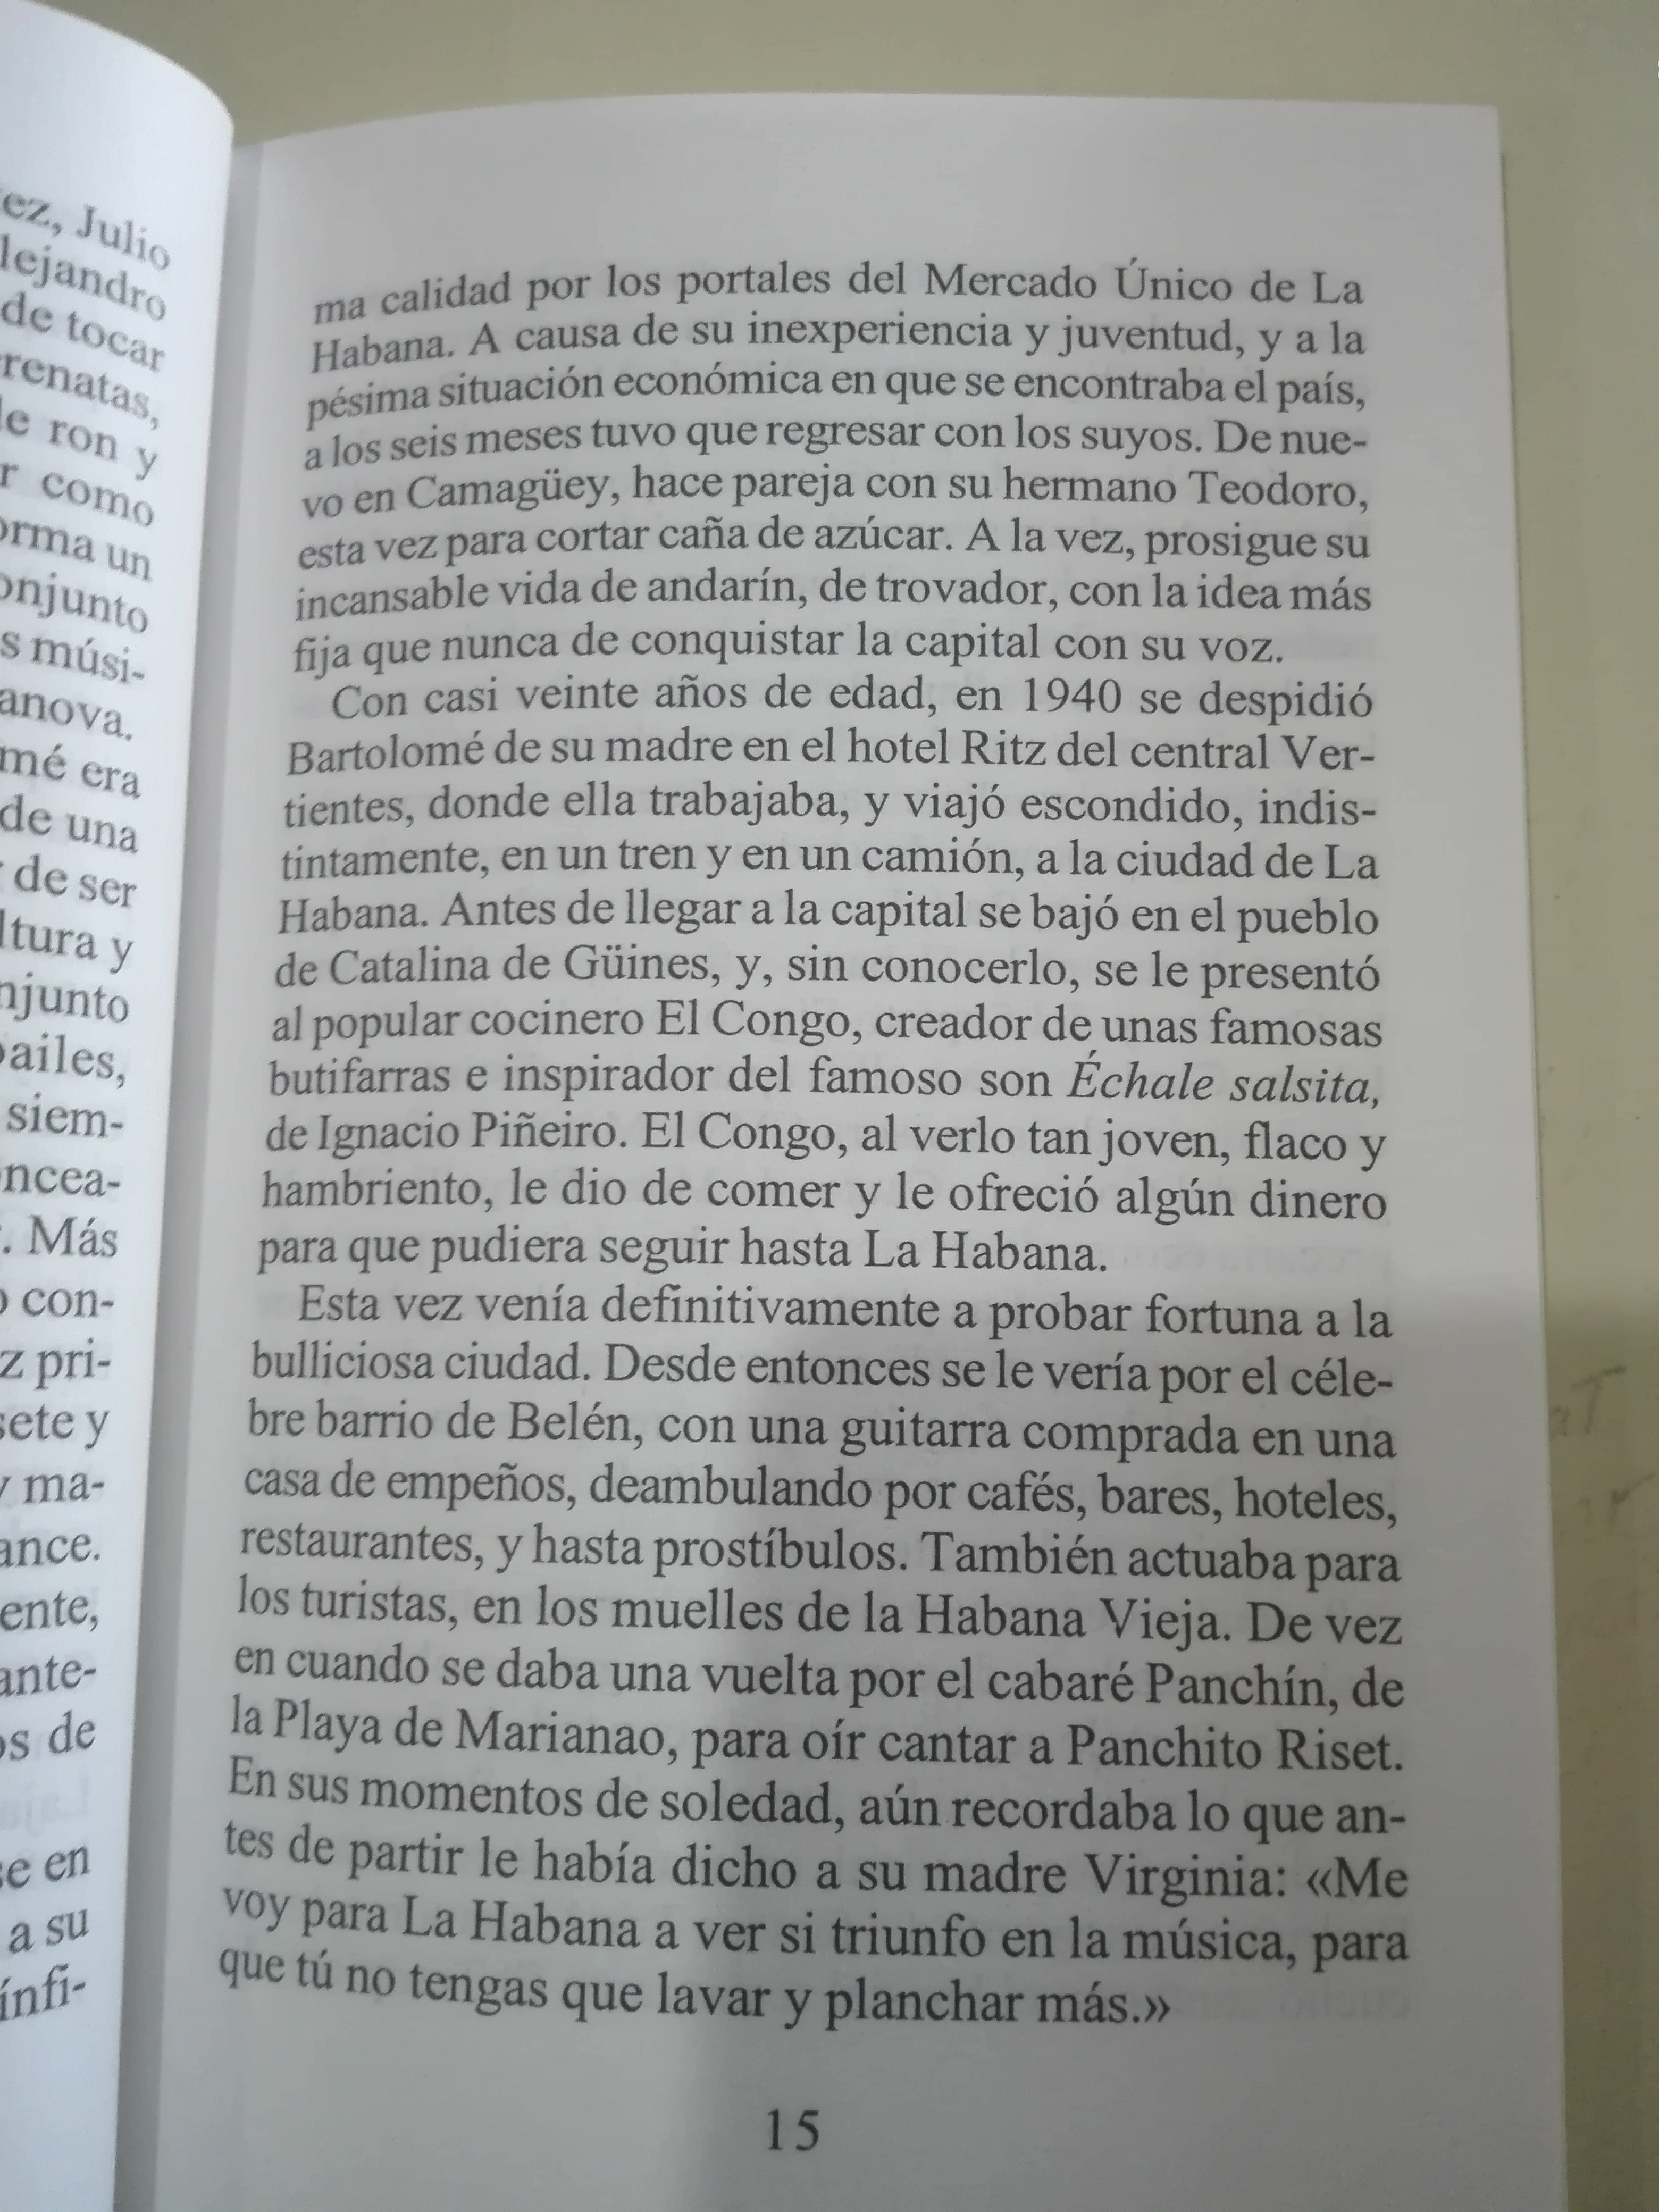 ez, Julio
lejandro
de tocar
renatas,
le ron y
r como
orma un
onjunto
s músi-
anova.
mé era
de una
de ser
ltura y
njunto
bailes,
siem-
ncea-
. Más
con-
z pri-
sete y
y ma-
ance.
ente,
ante-
os de
se en
a su
ínfi-
ma calidad por los portales del Mercado Único de La
Habana. A causa de su inexperiencia y juventud, y a la
pésima situación económica en que se encontraba el país,
a los seis meses tuvo que regresar con los suyos. De nue-
vo en Camagüey, hace pareja con su hermano Teodoro,
esta vez para cortar caña de azúcar. A la vez, prosigue su
incansable vida de andarín, de trovador, con la idea más
fija que nunca de conquistar la capital con su voz.
Con casi veinte años de edad, en 1940 se despidió
Bartolomé de su madre en el hotel Ritz del central Ver-
tientes, donde ella trabajaba, y viajó escondido, indis-
tintamente, en un tren y en un camión, a la ciudad de La
Habana. Antes de llegar a la capital se bajó en el pueblo
de Catalina de Güines, y, sin conocerlo, se le presentó
al popular cocinero El Congo, creador de unas famosas
butifarras e inspirador del famoso son Échale salsita,
de Ignacio Piñeiro. El Congo, al verlo tan joven, flaco y
hambriento, le dio de comer y le ofreció algún dinero
para que pudiera seguir hasta La Habana.
Esta vez venía definitivamente a probar fortuna a la
bulliciosa ciudad. Desde entonces se le vería por el céle-
bre barrio de Belén, con una guitarra comprada en una
casa de empeños, deambulando por cafés, bares, hoteles,
restaurantes, y hasta prostíbulos. También actuaba para
los turistas, en los muelles de la Habana Vieja. De vez
en cuando se daba una vuelta por el cabaré Panchín, de
la Playa de Marianao, para oír cantar a Panchito Riset.
En sus momentos de soledad, aún recordaba lo que an-
tes de partir le había dicho a su madre Virginia: «Me
voy para La Habana a ver si triunfo en la música, para
que tú no tengas que lavar y planchar más.»
15